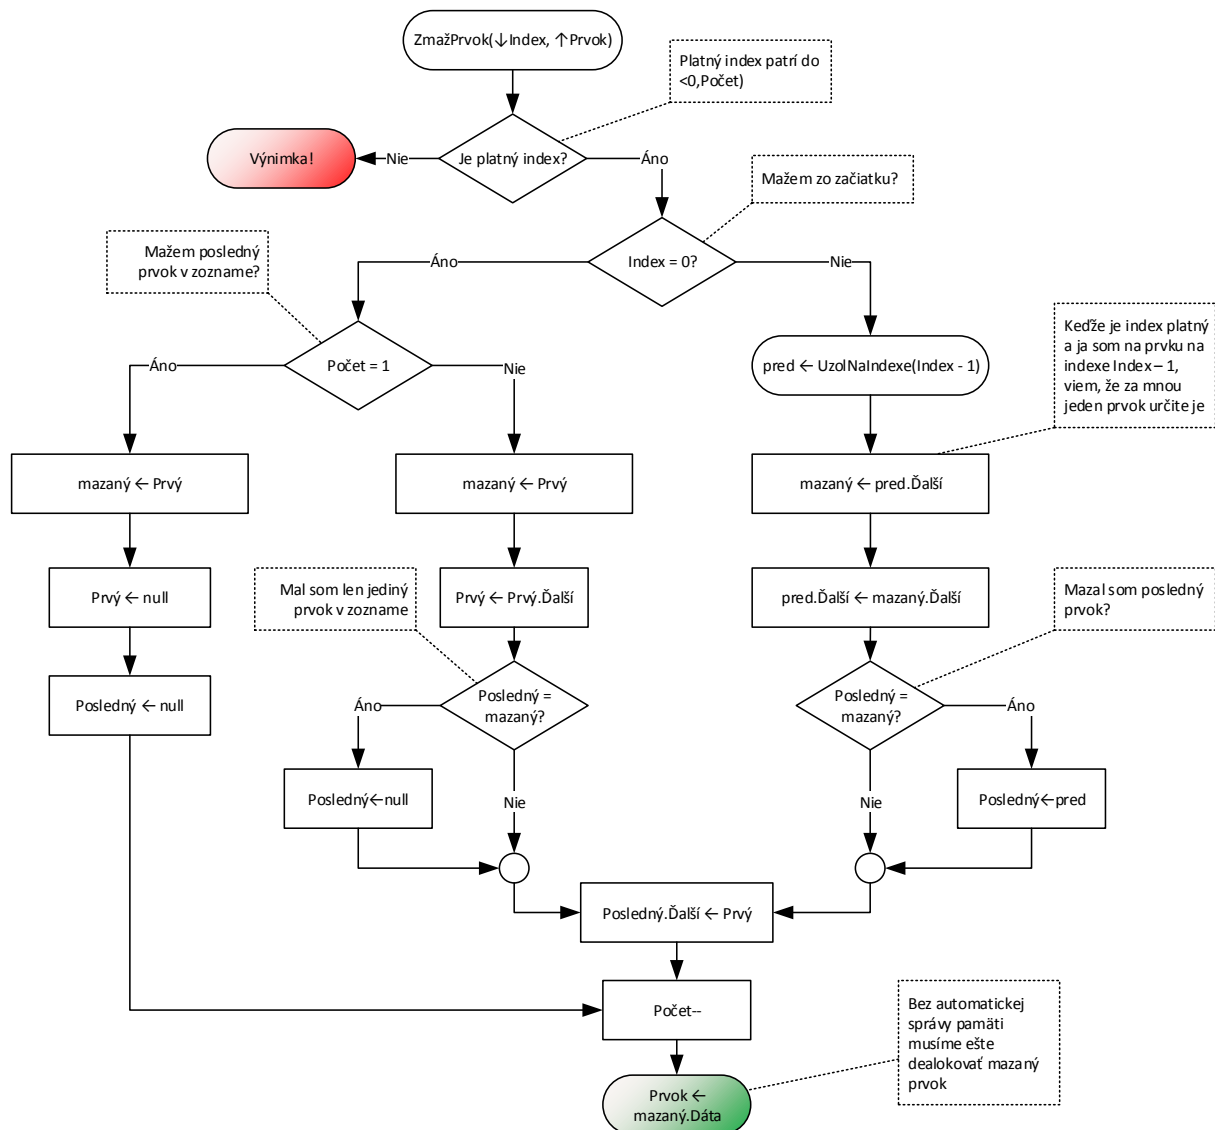 ZmažPrvok(↓Index, ↑Prvok)
Platný index patrí do
<0,Počet)
Výnimka!
Nie
Je platný index?
Áno
Mažem zo začiatku?
Mažem posledný
prvok v zozname?
Áno
Index = 0?
Nie
Keďže je index platný
a ja som na prvku na
indexe Index – 1,
viem, že za mnou
jeden prvok určite je
Áno
Počet = 1
Nie
pred ← UzolNaIndexe(Index - 1)
mazaný ← Prvý
mazaný ← Prvý
mazaný ← pred.Ďalší
Prvý ← null
Mal som len jediný
prvok v zozname
Prvý ← Prvý.Ďalší
pred.Ďalší ← mazaný.Ďalší
Mazal som posledný
prvok?
Posledný ← null
Áno
Posledný =
mazaný?
Posledný =
mazaný?
Áno
Posledný←null
Nie
Nie
Posledný←pred
Posledný.Ďalší ← Prvý
Počet--
Bez automatickej
správy pamäti
musíme ešte
dealokovať mazaný
prvok
Prvok ←
mazaný.Dáta